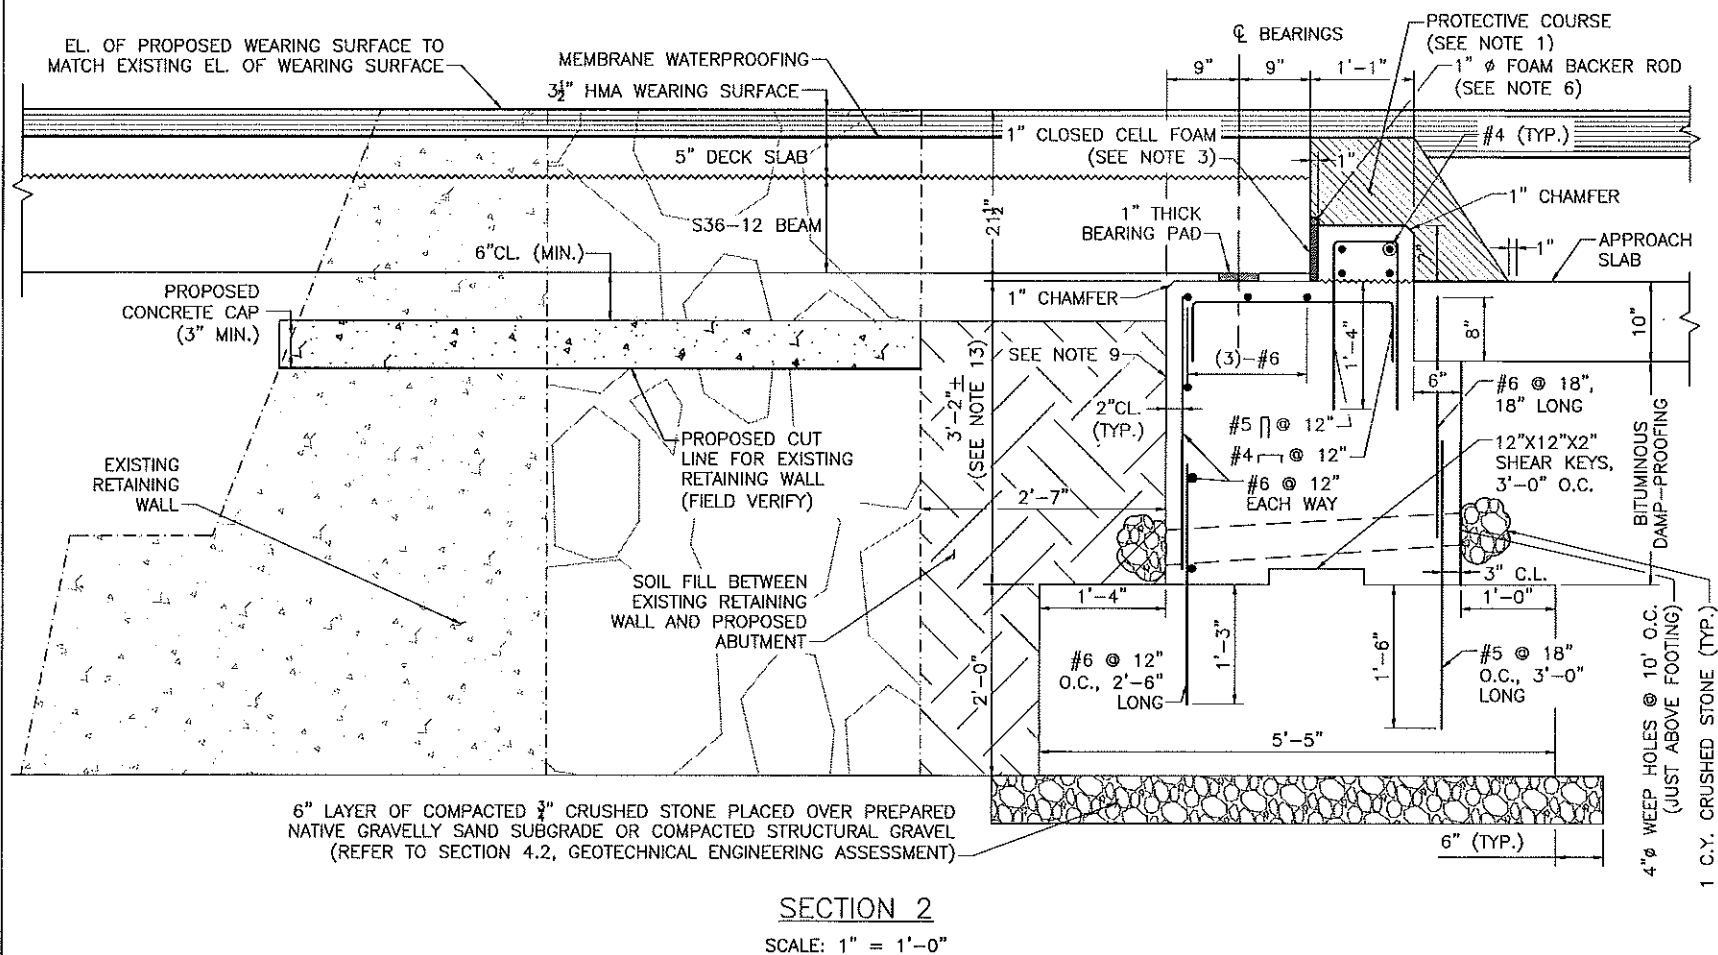 EL. OF PROPOSED WEARING SURFACE TO
MATCH EXISTING EL. OF WEARING SURFACE
MEMBRANE WATERPROOFING
3½" HMA WEARING SURFACE
5" DECK SLAB
S36-12 BEAM
6"CL. (MIN.)
PROPOSED
CONCRETE CAP
(3" MIN.)
EXISTING
RETAINING
WALL
PROPOSED CUT
LINE FOR EXISTING
RETAINING WALL
(FIELD VERIFY)
SOIL FILL BETWEEN
EXISTING RETAINING
WALL AND PROPOSED
ABUTMENT
℄ BEARINGS
9"
9"
1'-1"
PROTECTIVE COURSE
(SEE NOTE 1)
1" ⌀ FOAM BACKER ROD
(SEE NOTE 6)
1" CLOSED CELL FOAM
(SEE NOTE 3)
1"
#4 (TYP.)
1" CHAMFER
21½"
1" THICK
BEARING PAD
7"
1"
APPROACH
SLAB
1" CHAMFER
3'-2"±
(SEE NOTE 13)
SEE NOTE 9
(3)-#6
1'-4"
8"
10"
6"
2"CL.
(TYP.)
#5 @ 12"
#4 @ 12"
#6 @ 12"
EACH WAY
#6 @ 18",
18" LONG
12"X12"X2"
SHEAR KEYS,
3'-0" O.C.
BITUMINOUS
DAMP-PROOFING
2'-7"
3" C.L.
1'-4"
1'-0"
2'-0"
1'-3"
1'-6"
#6 @ 12"
O.C., 2'-6"
LONG
#5 @ 18"
O.C., 3'-0"
LONG
5'-5"
4"⌀ WEEP HOLES @ 10' O.C.
(JUST ABOVE FOOTING)
1 C.Y. CRUSHED STONE (TYP.)
6" LAYER OF COMPACTED ¾" CRUSHED STONE PLACED OVER PREPARED
NATIVE GRAVELLY SAND SUBGRADE OR COMPACTED STRUCTURAL GRAVEL
(REFER TO SECTION 4.2, GEOTECHNICAL ENGINEERING ASSESSMENT)
6" (TYP.)
SECTION 2
SCALE: 1" = 1'-0"